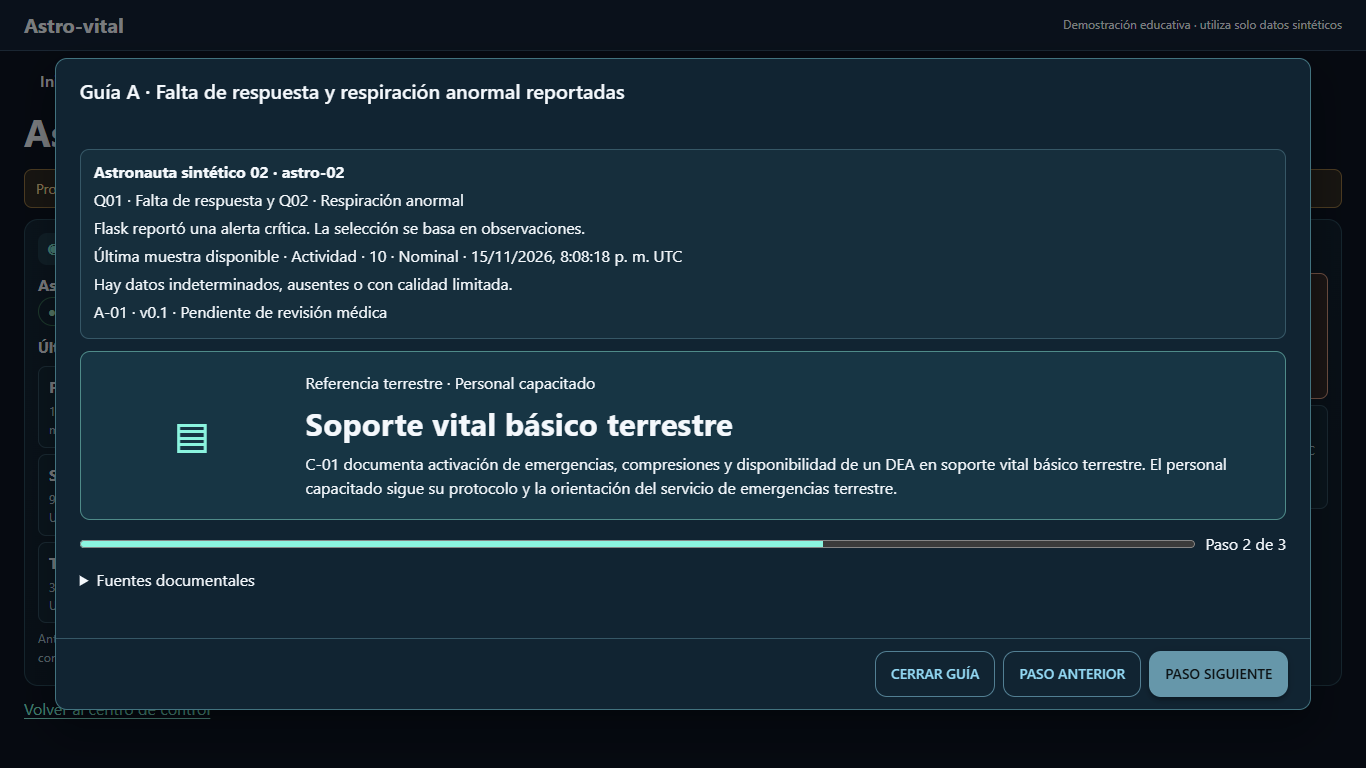 Astro-vital
Demostración educativa · utiliza solo datos sintéticos
Guía A · Falta de respuesta y respiración anormal reportadas
Astronauta sintético 02 · astro-02
Q01 · Falta de respuesta y Q02 · Respiración anormal
Flask reportó una alerta crítica. La selección se basa en observaciones.
Última muestra disponible · Actividad · 10 · Nominal · 15/11/2026, 8:08:18 p. m. UTC
Hay datos indeterminados, ausentes o con calidad limitada.
A-01 · v0.1 · Pendiente de revisión médica
Referencia terrestre · Personal capacitado
Soporte vital básico terrestre
C-01 documenta activación de emergencias, compresiones y disponibilidad de un DEA en soporte vital básico terrestre. El personal
capacitado sigue su protocolo y la orientación del servicio de emergencias terrestre.
Paso 2 de 3
Fuentes documentales
CERRAR GUÍA
PASO ANTERIOR
PASO SIGUIENTE
Volver al centro de control